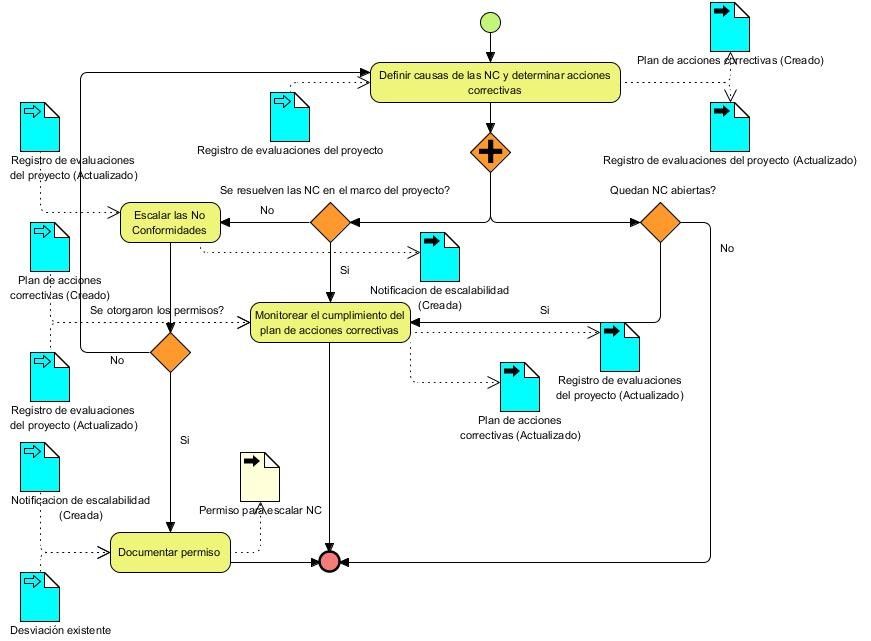 Plan de acciones correctivas (Creado)
Definir causas de las NC y determinar acciones
correctivas
Registro de evaluaciones del proyecto
Registro de evaluaciones del proyecto (Actualizado)
Registro de evaluaciones
del proyecto (Actualizado)
Se resuelven las NC en el marco del proyecto?
Quedan NC abiertas?
Escalar las No
Conformidades
No
No
Si
Plan de acciones
correctivas (Creado)
Notificacion de escalabilidad
(Creada)
Se otorgaron los permisos?
Monitorear el cumplimiento del
plan de acciones correctivas
Si
No
Registro de evaluaciones
del proyecto (Actualizado)
Registro de evaluaciones
del proyecto (Actualizado)
Plan de acciones
correctivas (Actualizado)
Si
Notificacion de escalabilidad
(Creada)
Permiso para escalar NC
Documentar permiso
Desviación existente